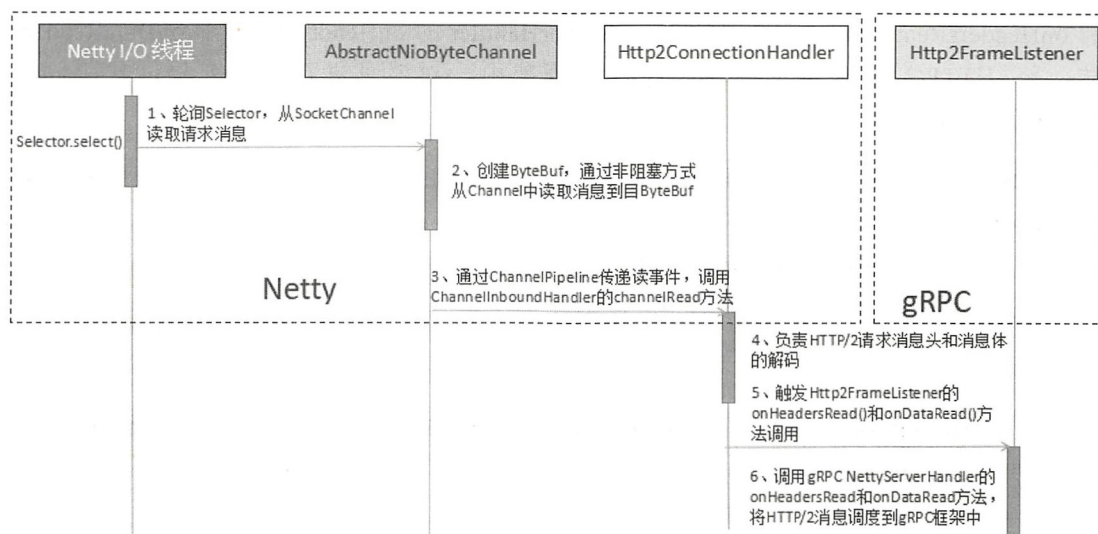 Netty I/O 线程
AbstractNioByteChannel
Http2ConnectionHandler
Http2FrameListener
Selector.select()
1、轮询Selector，从SocketChannel
读取请求消息
2、创建ByteBuf，通过非阻塞方式
从Channel中读取消息到目ByteBuf
3、通过ChannelPipeline传递读事件，调用
ChannelInboundHandler的channelRead方法
Netty
gRPC
4、负责HTTP/2请求消息头和消息体
的解码
5、触发Http2FrameListener的
onHeadersRead()和onDataRead()方
法调用
6、调用gRPC NettyServerHandler的
onHeadersRead和onDataRead方法，
将HTTP/2消息调度到gRPC框架中